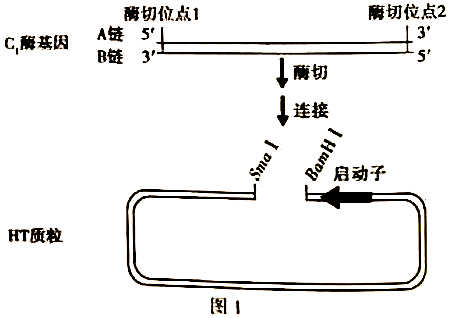 酶切位点1 酶切位点2
C₁酶基因
A链 5′ 3′
B链 3′ 5′
酶切
连接
Sma I BamH I
启动子
HT质粒
图1